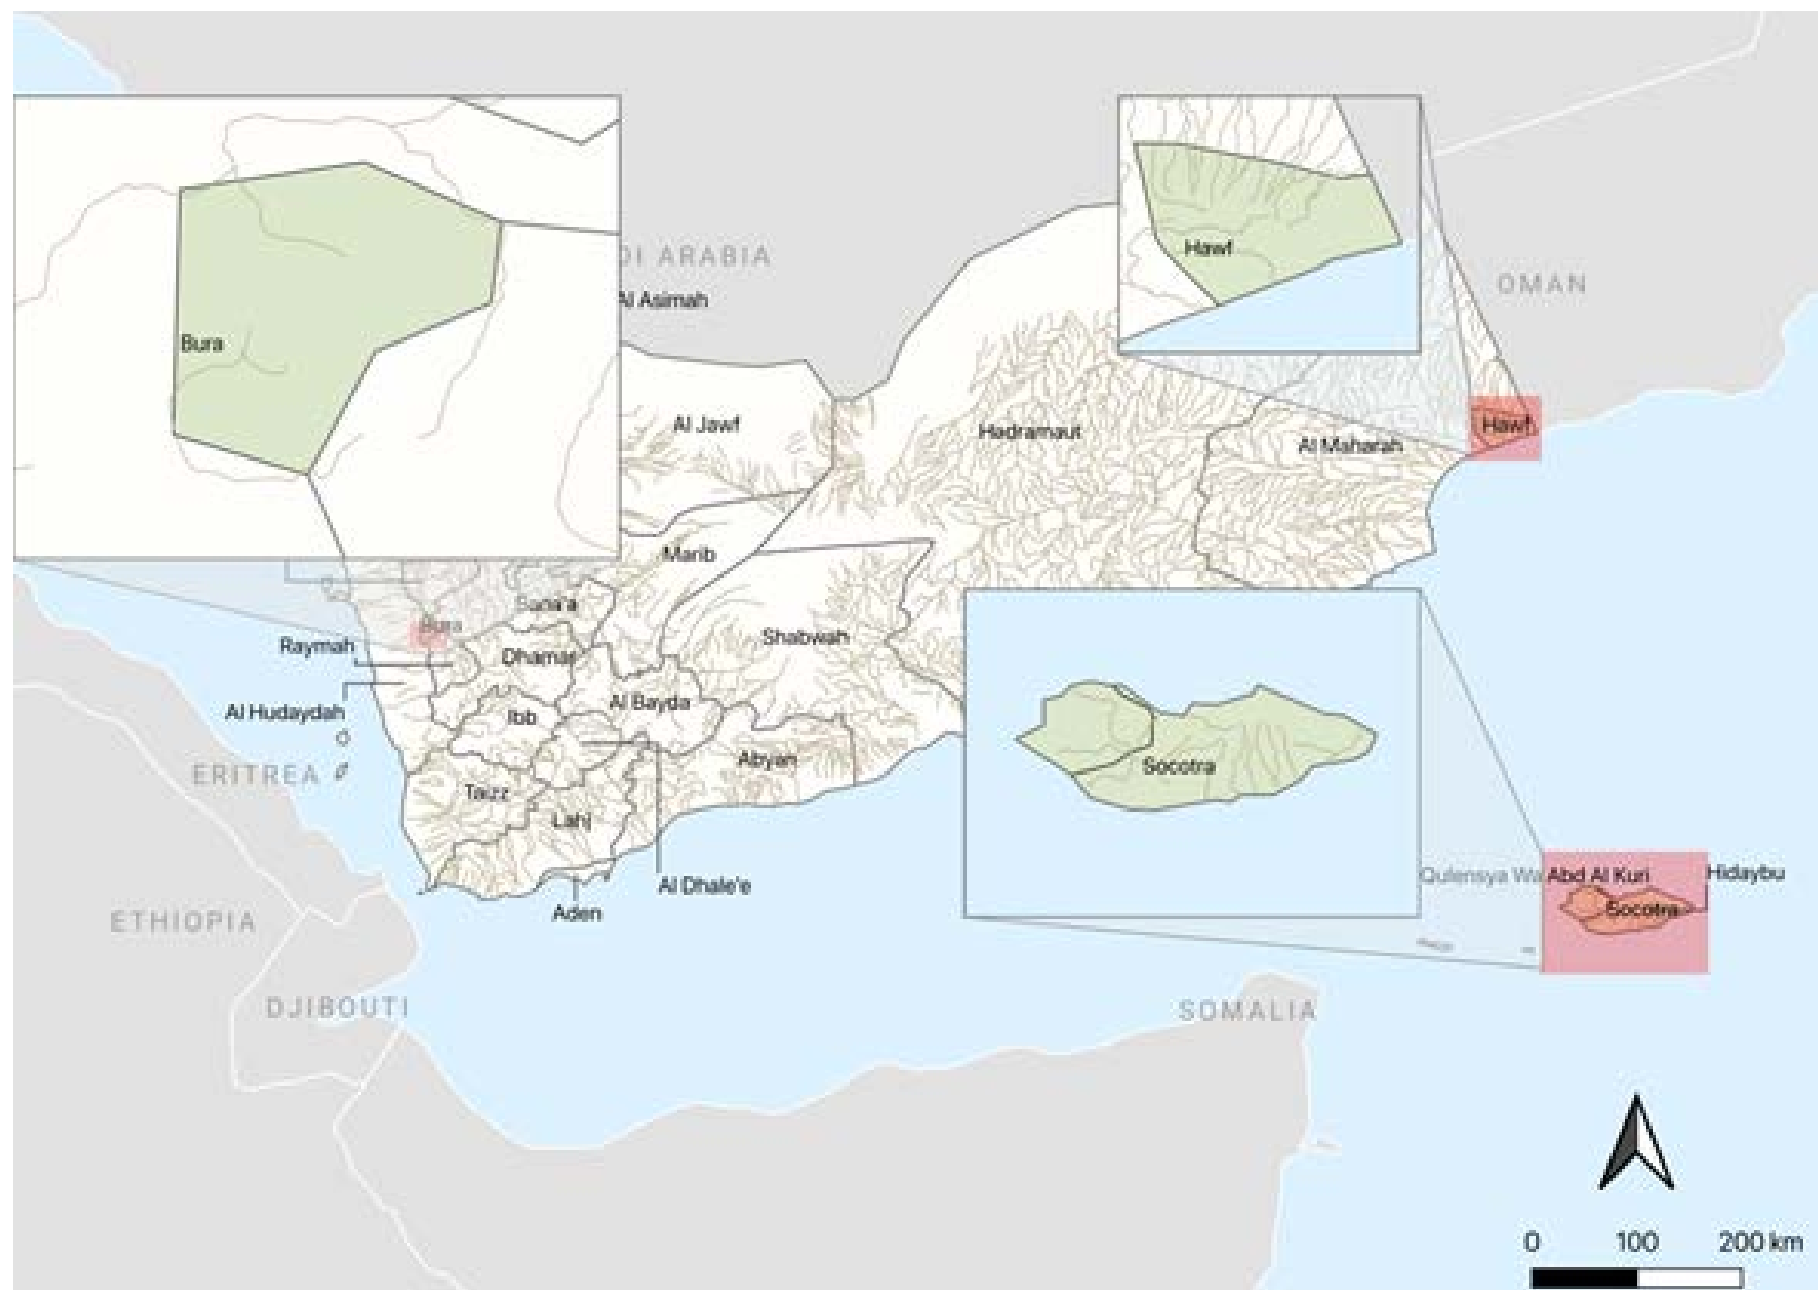 DI ARABIA
Al Asimah
OMAN
Hawf
Bura
Al Jawf
Hadramaut
Al Maharah
Hawf
Marib
Sana'a
Bura
Raymah
Dhamar
Shabwah
Al Hudaydah
Ibb
Al Bayda
ERITREA
Abyan
Socotra
Taizz
Lahj
Al Dhale'e
Aden
Qulensya Wa Abd Al Kuri
Hidaybu
Socotra
ETHIOPIA
DJIBOUTI
SOMALIA
0 100 200 km